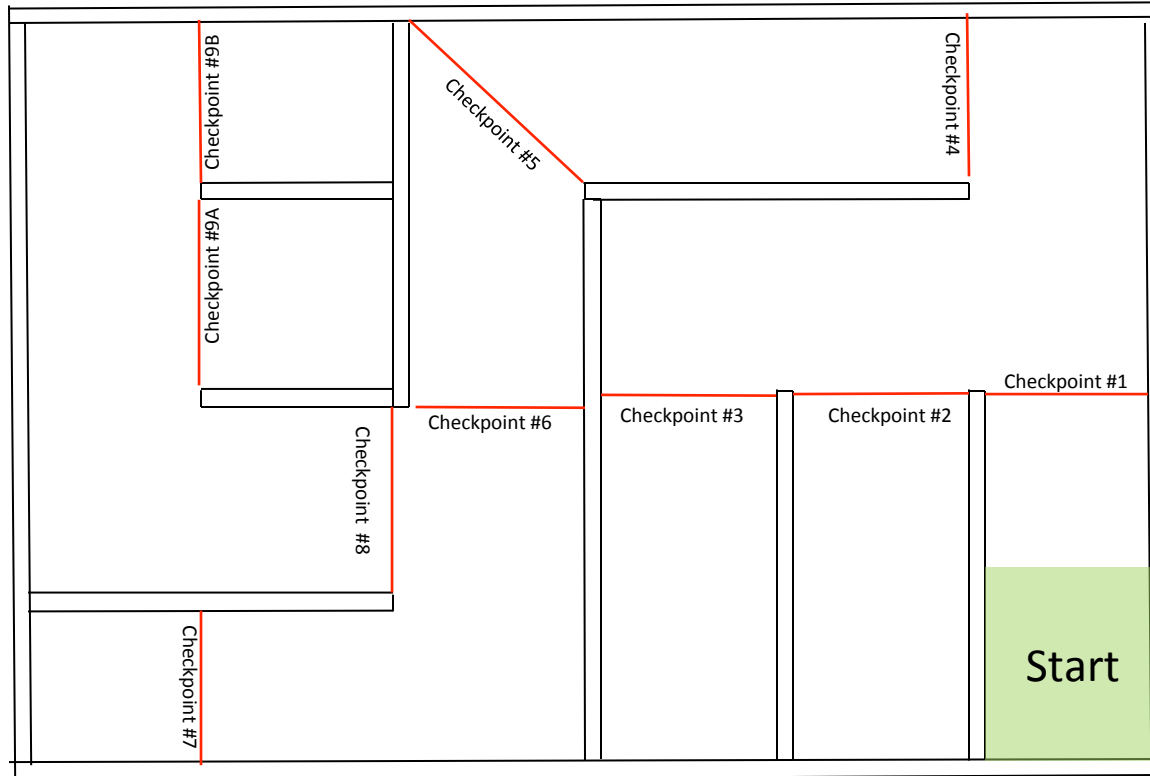 Checkpoint #9B
Checkpoint #5
Checkpoint #4
Checkpoint #9A
Checkpoint #1
Checkpoint #6
Checkpoint #3
Checkpoint #2
Checkpoint #8
Checkpoint #7
Start